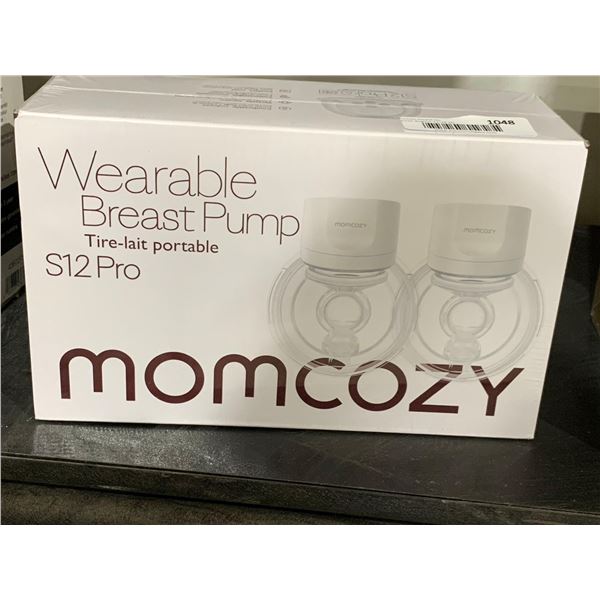 1048
Wearable
Breast Pump
Tire-lait portable
S12 Pro
momcozy
momcozy
momcozy